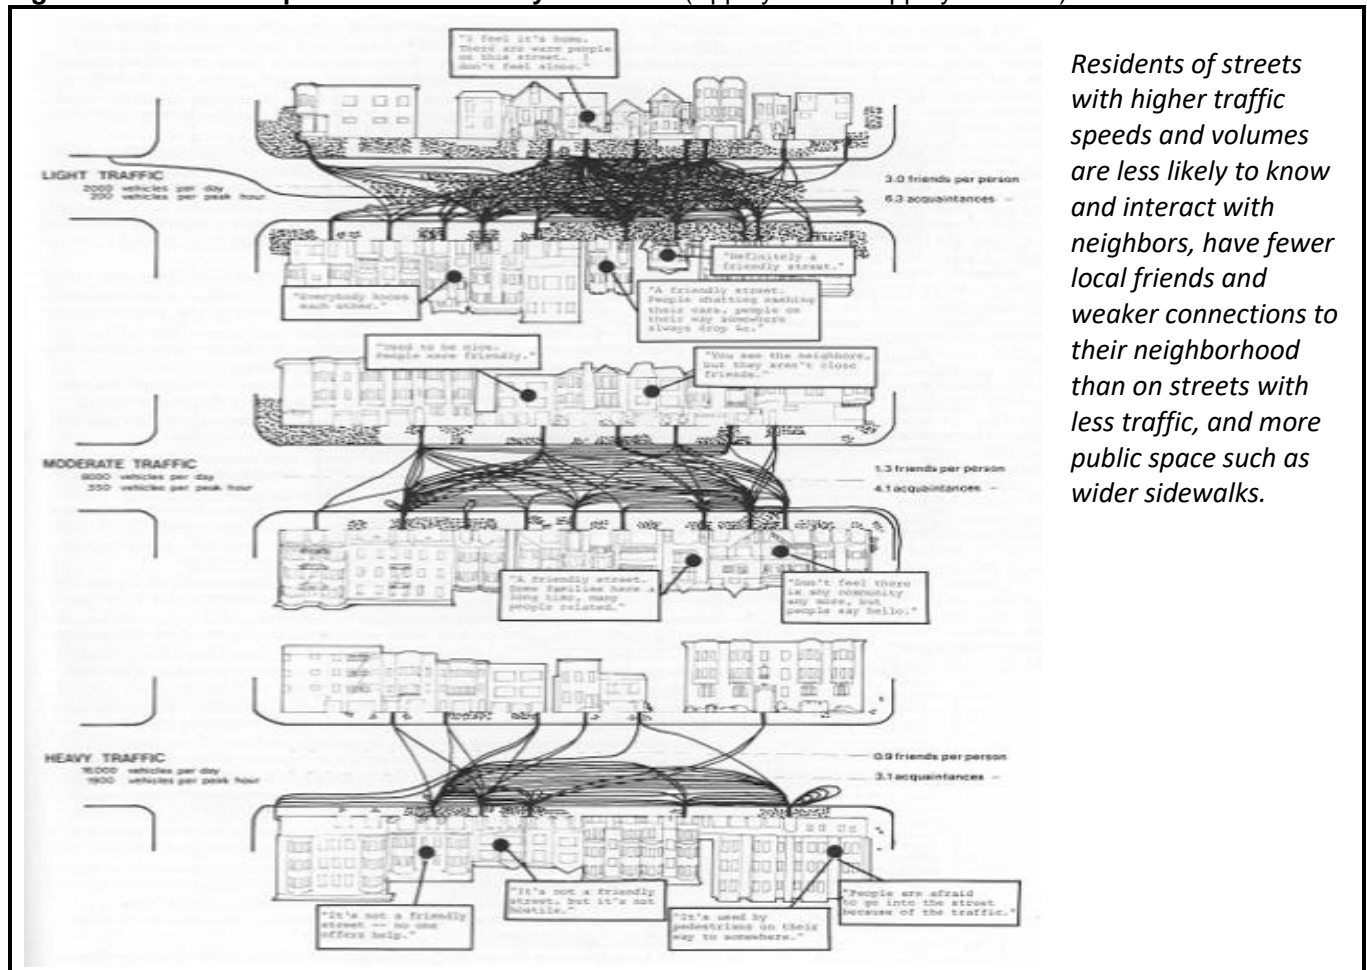 "I feel it's home.
There are warm people
on this street. I
don't feel alone."
LIGHT TRAFFIC
2000 vehicles per day
200 vehicles per peak hour
3.0 friends per person
6.3 acquaintances
"Definitely a
friendly street."
"Everybody knows
each other."
"A friendly street.
People chatting washing
their cars, people on
their way somewhere
always drop in."
"Used to be nice.
People were friendly."
"You see the neighbors,
but they aren't close
friends."
MODERATE TRAFFIC
8000 vehicles per day
550 vehicles per peak hour
1.3 friends per person
4.1 acquaintances
"A friendly street.
Some families here a
long time, many
people related."
"Don't feel there
is any community
any more, but
people say hello."
HEAVY TRAFFIC
16000 vehicles per day
1900 vehicles per peak hour
0.9 friends per person
3.1 acquaintances
"It's not a friendly
street -- no one
offers help."
"It's not a friendly
street, but it's not
hostile."
"It's used by
pedestrians on their
way to somewhere."
"People are afraid
to go into the street
because of the traffic."
Residents of streets
with higher traffic
speeds and volumes
are less likely to know
and interact with
neighbors, have fewer
local friends and
weaker connections to
their neighborhood
than on streets with
less traffic, and more
public space such as
wider sidewalks.